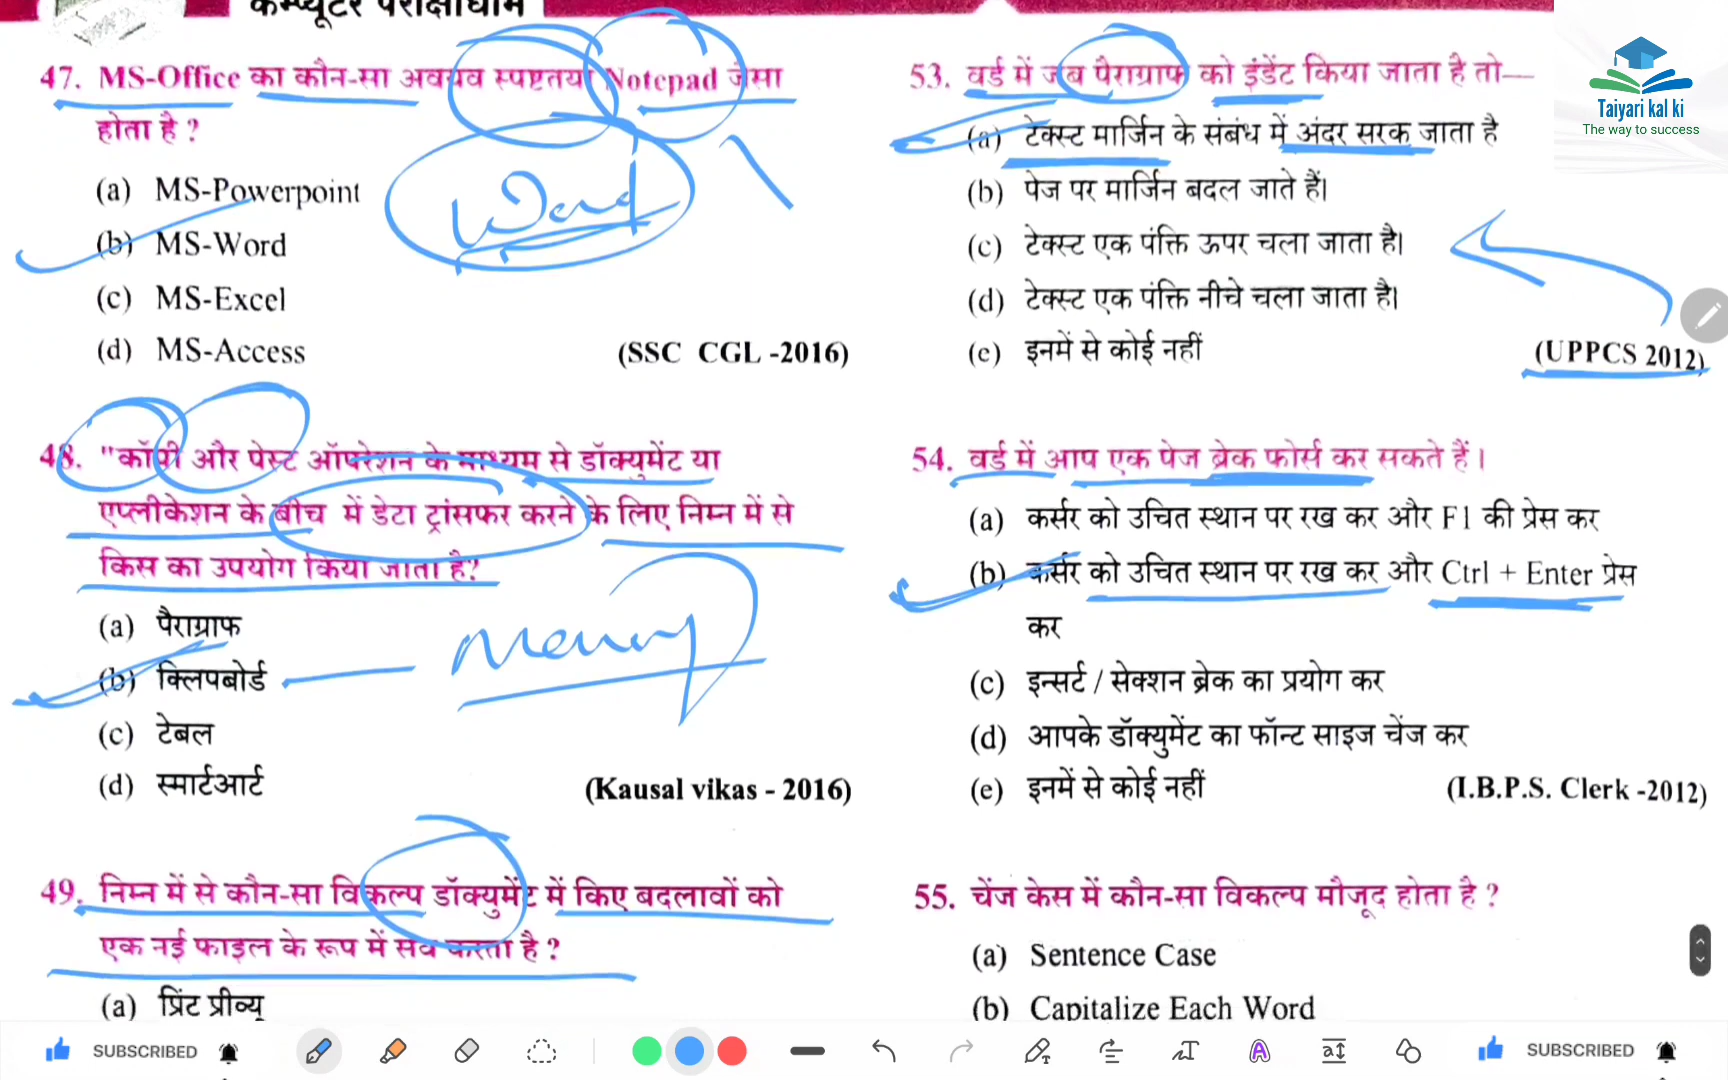 कम्प्यूटर परीक्षाधाम
47. MS-Office का कौन-सा अवयव स्पष्टतया Notepad जैसा
होता है ?
(a) MS-Powerpoint
(b) MS-Word
(c) MS-Excel
(d) MS-Access
(SSC CGL -2016)
Word
48. "कॉपी और पेस्ट ऑपरेशन के माध्यम से डॉक्युमेंट या
एप्लीकेशन के बीच में डेटा ट्रांसफर करने के लिए निम्न में से
किस का उपयोग किया जाता है?
(a) पैराग्राफ
(b) क्लिपबोर्ड
(c) टेबल
(d) स्मार्टआर्ट
(Kausal vikas - 2016)
49. निम्न में से कौन-सा विकल्प डॉक्युमेंट में किए बदलावों को
एक नई फाइल के रूप में सेव करता है ?
(a) प्रिंट प्रीव्यू
53. वर्ड में जब पैराग्राफ को इंडेंट किया जाता है तो—
(a) टेक्स्ट मार्जिन के संबंध में अंदर सरक जाता है
(b) पेज पर मार्जिन बदल जाते हैं।
(c) टेक्स्ट एक पंक्ति ऊपर चला जाता है।
(d) टेक्स्ट एक पंक्ति नीचे चला जाता है।
(e) इनमें से कोई नहीं
(UPPCS 2012)
54. वर्ड में आप एक पेज ब्रेक फोर्स कर सकते हैं।
(a) कर्सर को उचित स्थान पर रख कर और F1 की प्रेस कर
(b) कर्सर को उचित स्थान पर रख कर और Ctrl + Enter प्रेस
कर
(c) इन्सर्ट / सेक्शन ब्रेक का प्रयोग कर
(d) आपके डॉक्युमेंट का फॉन्ट साइज चेंज कर
(e) इनमें से कोई नहीं
(I.B.P.S. Clerk -2012)
55. चेंज केस में कौन-सा विकल्प मौजूद होता है ?
(a) Sentence Case
(b) Capitalize Each Word
Taiyari kal ki
The way to success
SUBSCRIBED
SUBSCRIBED